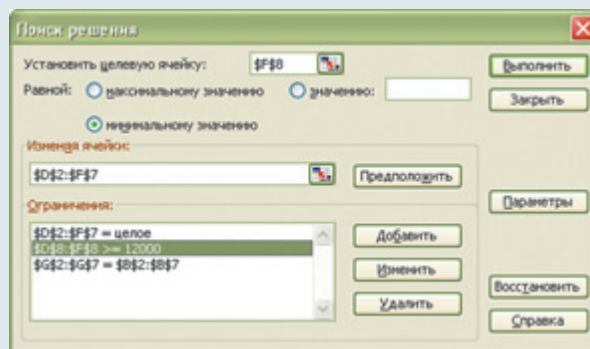 Поиск решения
Установить целевую ячейку: $F$8
Выполнить
Равной: максимальному значению значению:
Закрыть
минимальному значению
Изменяя ячейки:
$D$2:$F$7
Предположить
Параметры
Ограничения:
$D$2:$F$7 = целое
$D$8:$F$8 >= 12000
$G$2:$G$7 = $B$2:$B$7
Добавить
Изменить
Удалить
Восстановить
Справка